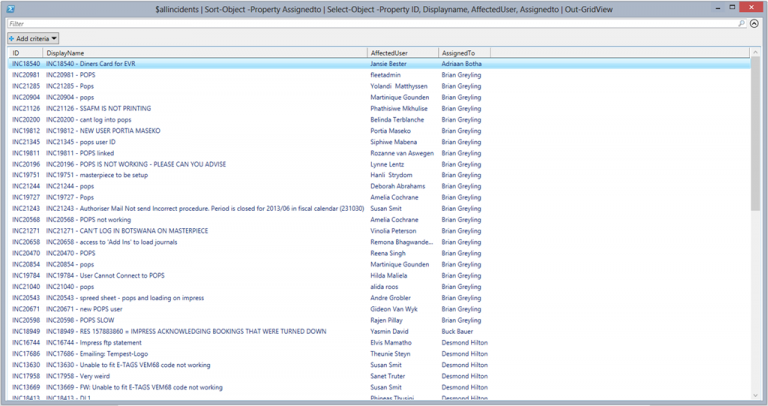 $allincidents | Sort-Object -Property Assignedto | Select-Object -Property ID, Displayname, AffectedUser, Assignedto | Out-GridView
Filter
Add criteria
ID DisplayName AffectedUser AssignedTo
INC18540 INC18540 - Diners Card for EVR Jansie Bester Adriaan Botha
INC20981 INC20981 - POPS fleetadmin Brian Greyling
INC21285 INC21285 - Pops Yolandi Matthyssen Brian Greyling
INC20904 INC20904 - pops Martinique Gounden Brian Greyling
INC21126 INC21126 - SSAFM IS NOT PRINTING Phathisiwe Mkhulise Brian Greyling
INC20200 INC20200 - cant log into pops Belinda Terblanche Brian Greyling
INC19812 INC19812 - NEW USER PORTIA MASEKO Portia Maseko Brian Greyling
INC21345 INC21345 - pops user ID Siphiwe Mabena Brian Greyling
INC19811 INC19811 - POPS linked Rozanne van Aswegen Brian Greyling
INC20196 INC20196 - POPS IS NOT WORKING - PLEASE CAN YOU ADVISE Lynne Lentz Brian Greyling
INC19751 INC19751 - masterpiece to be setup Hanli Strydom Brian Greyling
INC21244 INC21244 - pops Deborah Abrahams Brian Greyling
INC19727 INC19727 - Pops Amelia Cochrane Brian Greyling
INC21243 INC21243 - Authoriser Mail Not send Incorrect procedure. Period is closed for 2013/06 in fiscal calendar (231030) Susan Smit Brian Greyling
INC20568 INC20568 - POPS not working Amelia Cochrane Brian Greyling
INC21271 INC21271 - CAN'T LOG IN BOTSWANA ON MASTERPIECE Vinolia Peterson Brian Greyling
INC20658 INC20658 - access to 'Add Ins' to load journals Remona Bhagwande... Brian Greyling
INC20470 INC20470 - POPS Reena Singh Brian Greyling
INC20854 INC20854 - pops Martinique Gounden Brian Greyling
INC19784 INC19784 - User Cannot Connect to POPS Hilda Maliela Brian Greyling
INC21040 INC21040 - pops alida roos Brian Greyling
INC20543 INC20543 - spread sheet - pops and loading on impress Andre Grobler Brian Greyling
INC20671 INC20671 - new POPS user Gideon Van Wyk Brian Greyling
INC20598 INC20598 - POPS SLOW Rajen Pillay Brian Greyling
INC18949 INC18949 - RES 157883860 = IMPRESS ACKNOWLEDGING BOOKINGS THAT WERE TURNED DOWN Yasmin David Buck Bauer
INC16744 INC16744 - Impress ftp statement Elvis Mamatho Desmond Hilton
INC17686 INC17686 - Emailing: Tempest-Logo Theunie Steyn Desmond Hilton
INC13630 INC13630 - Unable to fit E-TAGS VEM68 code not working Susan Smit Desmond Hilton
INC17958 INC17958 - Very weird Sanet Truter Desmond Hilton
INC13669 INC13669 - FW: Unable to fit E-TAGS VEM68 code not working Susan Smit Desmond Hilton
INC18413 INC18413 - DL1 Phineas Thusini Desmond Hilton